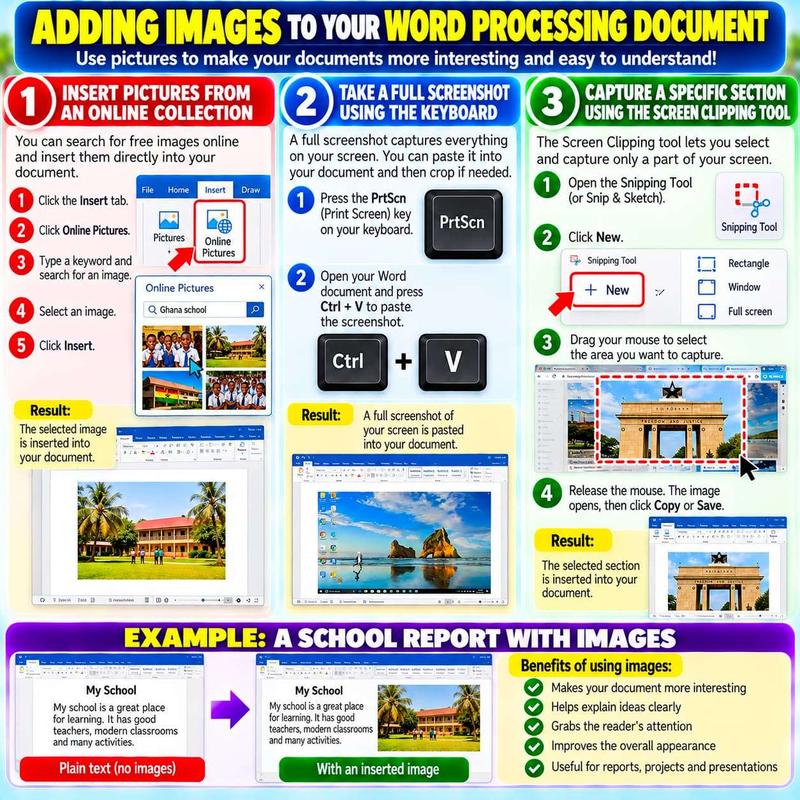 ADDING IMAGES TO YOUR WORD PROCESSING DOCUMENT
Use pictures to make your documents more interesting and easy to understand!
1 INSERT PICTURES FROM
AN ONLINE COLLECTION
You can search for free images online
and insert them directly into your
document.
1 Click the Insert tab.
2 Click Online Pictures.
3 Type a keyword and
search for an image.
4 Select an image.
5 Click Insert.
File Home Insert Draw
Pictures
Online
Pictures
Online Pictures
Ghana school
Result:
The selected image
is inserted into
your document.
2 TAKE A FULL SCREENSHOT
USING THE KEYBOARD
A full screenshot captures everything
on your screen. You can paste it into
your document and then crop if needed.
1 Press the PrtScn
(Print Screen) key
on your keyboard.
PrtScn
2 Open your Word
document and press
Ctrl + V to paste
the screenshot.
Ctrl + V
Result:
A full screenshot of
your screen is pasted
into your document.
3 CAPTURE A SPECIFIC SECTION
USING THE SCREEN CLIPPING TOOL
The Screen Clipping tool lets you select
and capture only a part of your screen.
1 Open the Snipping Tool
(or Snip & Sketch).
Snipping Tool
2 Click New.
Snipping Tool
+ New
Rectangle
Window
Full screen
3 Drag your mouse to select
the area you want to capture.
FREEDOM AND JUSTICE
4 Release the mouse. The image
opens, then click Copy or Save.
Result:
The selected section
is inserted into your
document.
FREEDOM AND JUSTICE
EXAMPLE: A SCHOOL REPORT WITH IMAGES
My School
My school is a great place
for learning. It has good
teachers, modern classrooms
and many activities.
Plain text (no images)
My School
My school is a great place
for learning. It has good
teachers, modern classrooms
and many activities.
With an inserted image
Benefits of using images:
Makes your document more interesting
Helps explain ideas clearly
Grabs the reader's attention
Improves the overall appearance
Useful for reports, projects and presentations